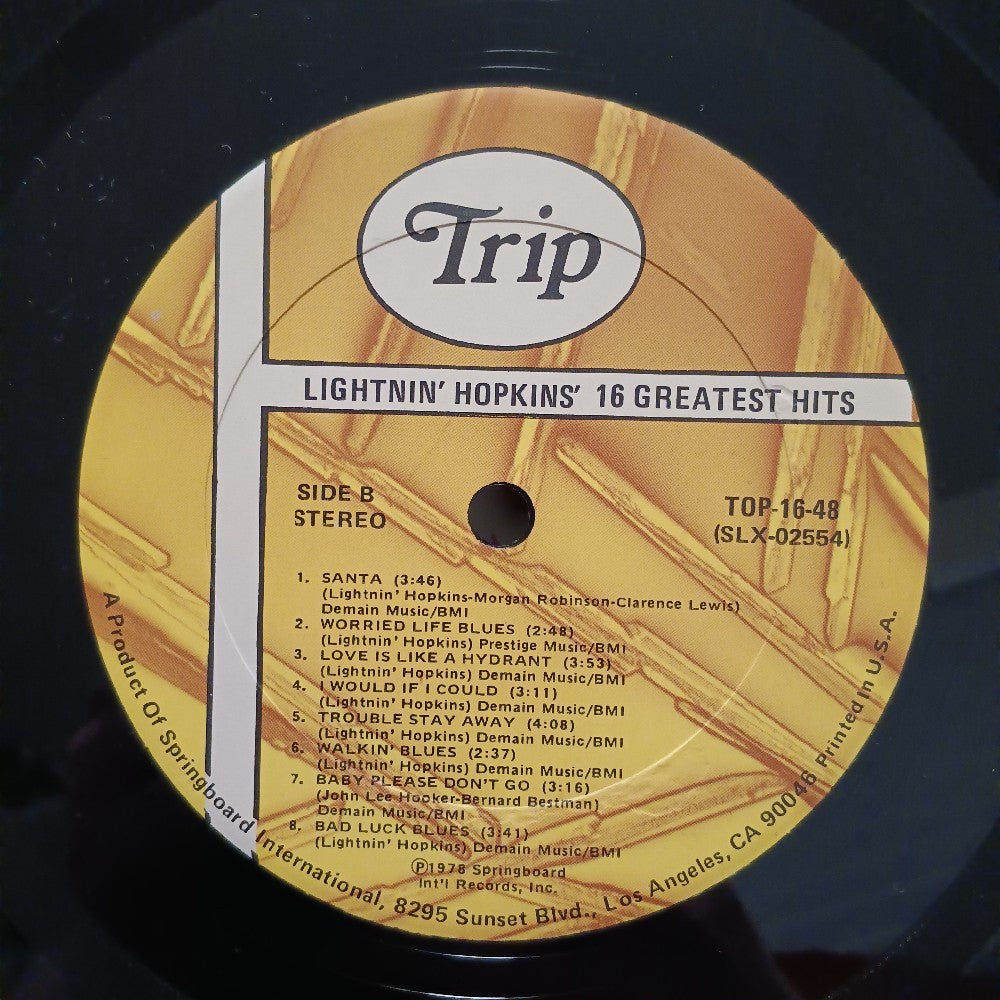 Trip
LIGHTNIN' HOPKINS' 16 GREATEST HITS
SIDE B
STEREO
TOP-16-48
(SLX-02554)
1. SANTA (3:46)
(Lightnin' Hopkins-Morgan Robinson-Clarence Lewis)
Demain Music/BMI
2. WORRIED LIFE BLUES (2:48)
(Lightnin' Hopkins) Prestige Music/BMI
3. LOVE IS LIKE A HYDRANT (3:53)
(Lightnin' Hopkins) Demain Music/BMI
4. I WOULD IF I COULD (3:11)
(Lightnin' Hopkins) Demain Music/BMI
5. TROUBLE STAY AWAY (4:08)
(Lightnin' Hopkins) Demain Music/BMI
6. WALKIN' BLUES (2:37)
(Lightnin' Hopkins) Demain Music/BMI
7. BABY PLEASE DON'T GO (3:16)
(John Lee Hooker-Bernard Bestman)
Demain Music/BMI
8. BAD LUCK BLUES (3:41)
(Lightnin' Hopkins) Demain Music/BMI
Ⓟ1978 Springboard
Int'l Records, Inc.
A Product Of Springboard International, 8295 Sunset Blvd., Los Angeles, CA 90046 Printed In U.S.A.